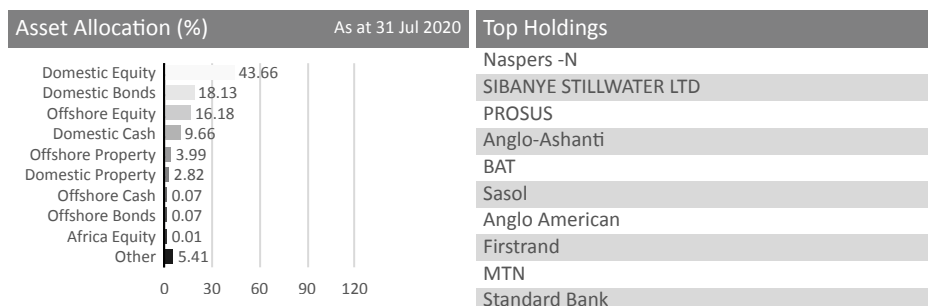 Asset Allocation (%) As at 31 Jul 2020
Domestic Equity 43.66
Domestic Bonds 18.13
Offshore Equity 16.18
Domestic Cash 9.66
Offshore Property 3.99
Domestic Property 2.82
Offshore Cash 0.07
Offshore Bonds 0.07
Africa Equity 0.01
Other 5.41
0 30 60 90 120
Top Holdings
Naspers -N
SIBANYE STILLWATER LTD
PROSUS
Anglo-Ashanti
BAT
Sasol
Anglo American
Firstrand
MTN
Standard Bank